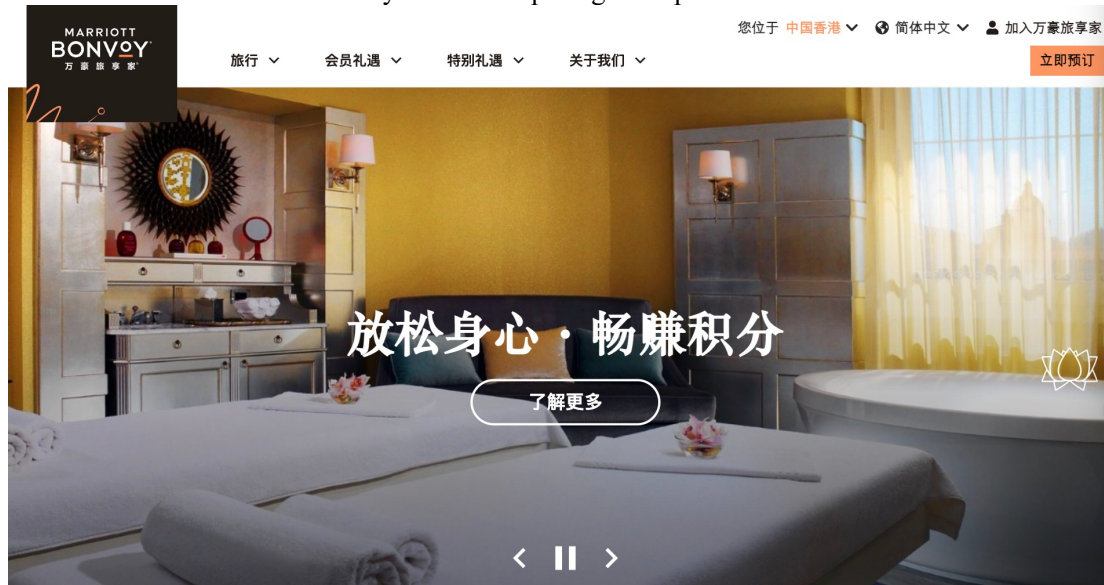 MARRIOTT
BONVOY
万豪旅享家
您位于 中国香港 简体中文 加入万豪旅享家
旅行 会员礼遇 特别礼遇 关于我们 立即预订
放松身心·畅赚积分
了解更多